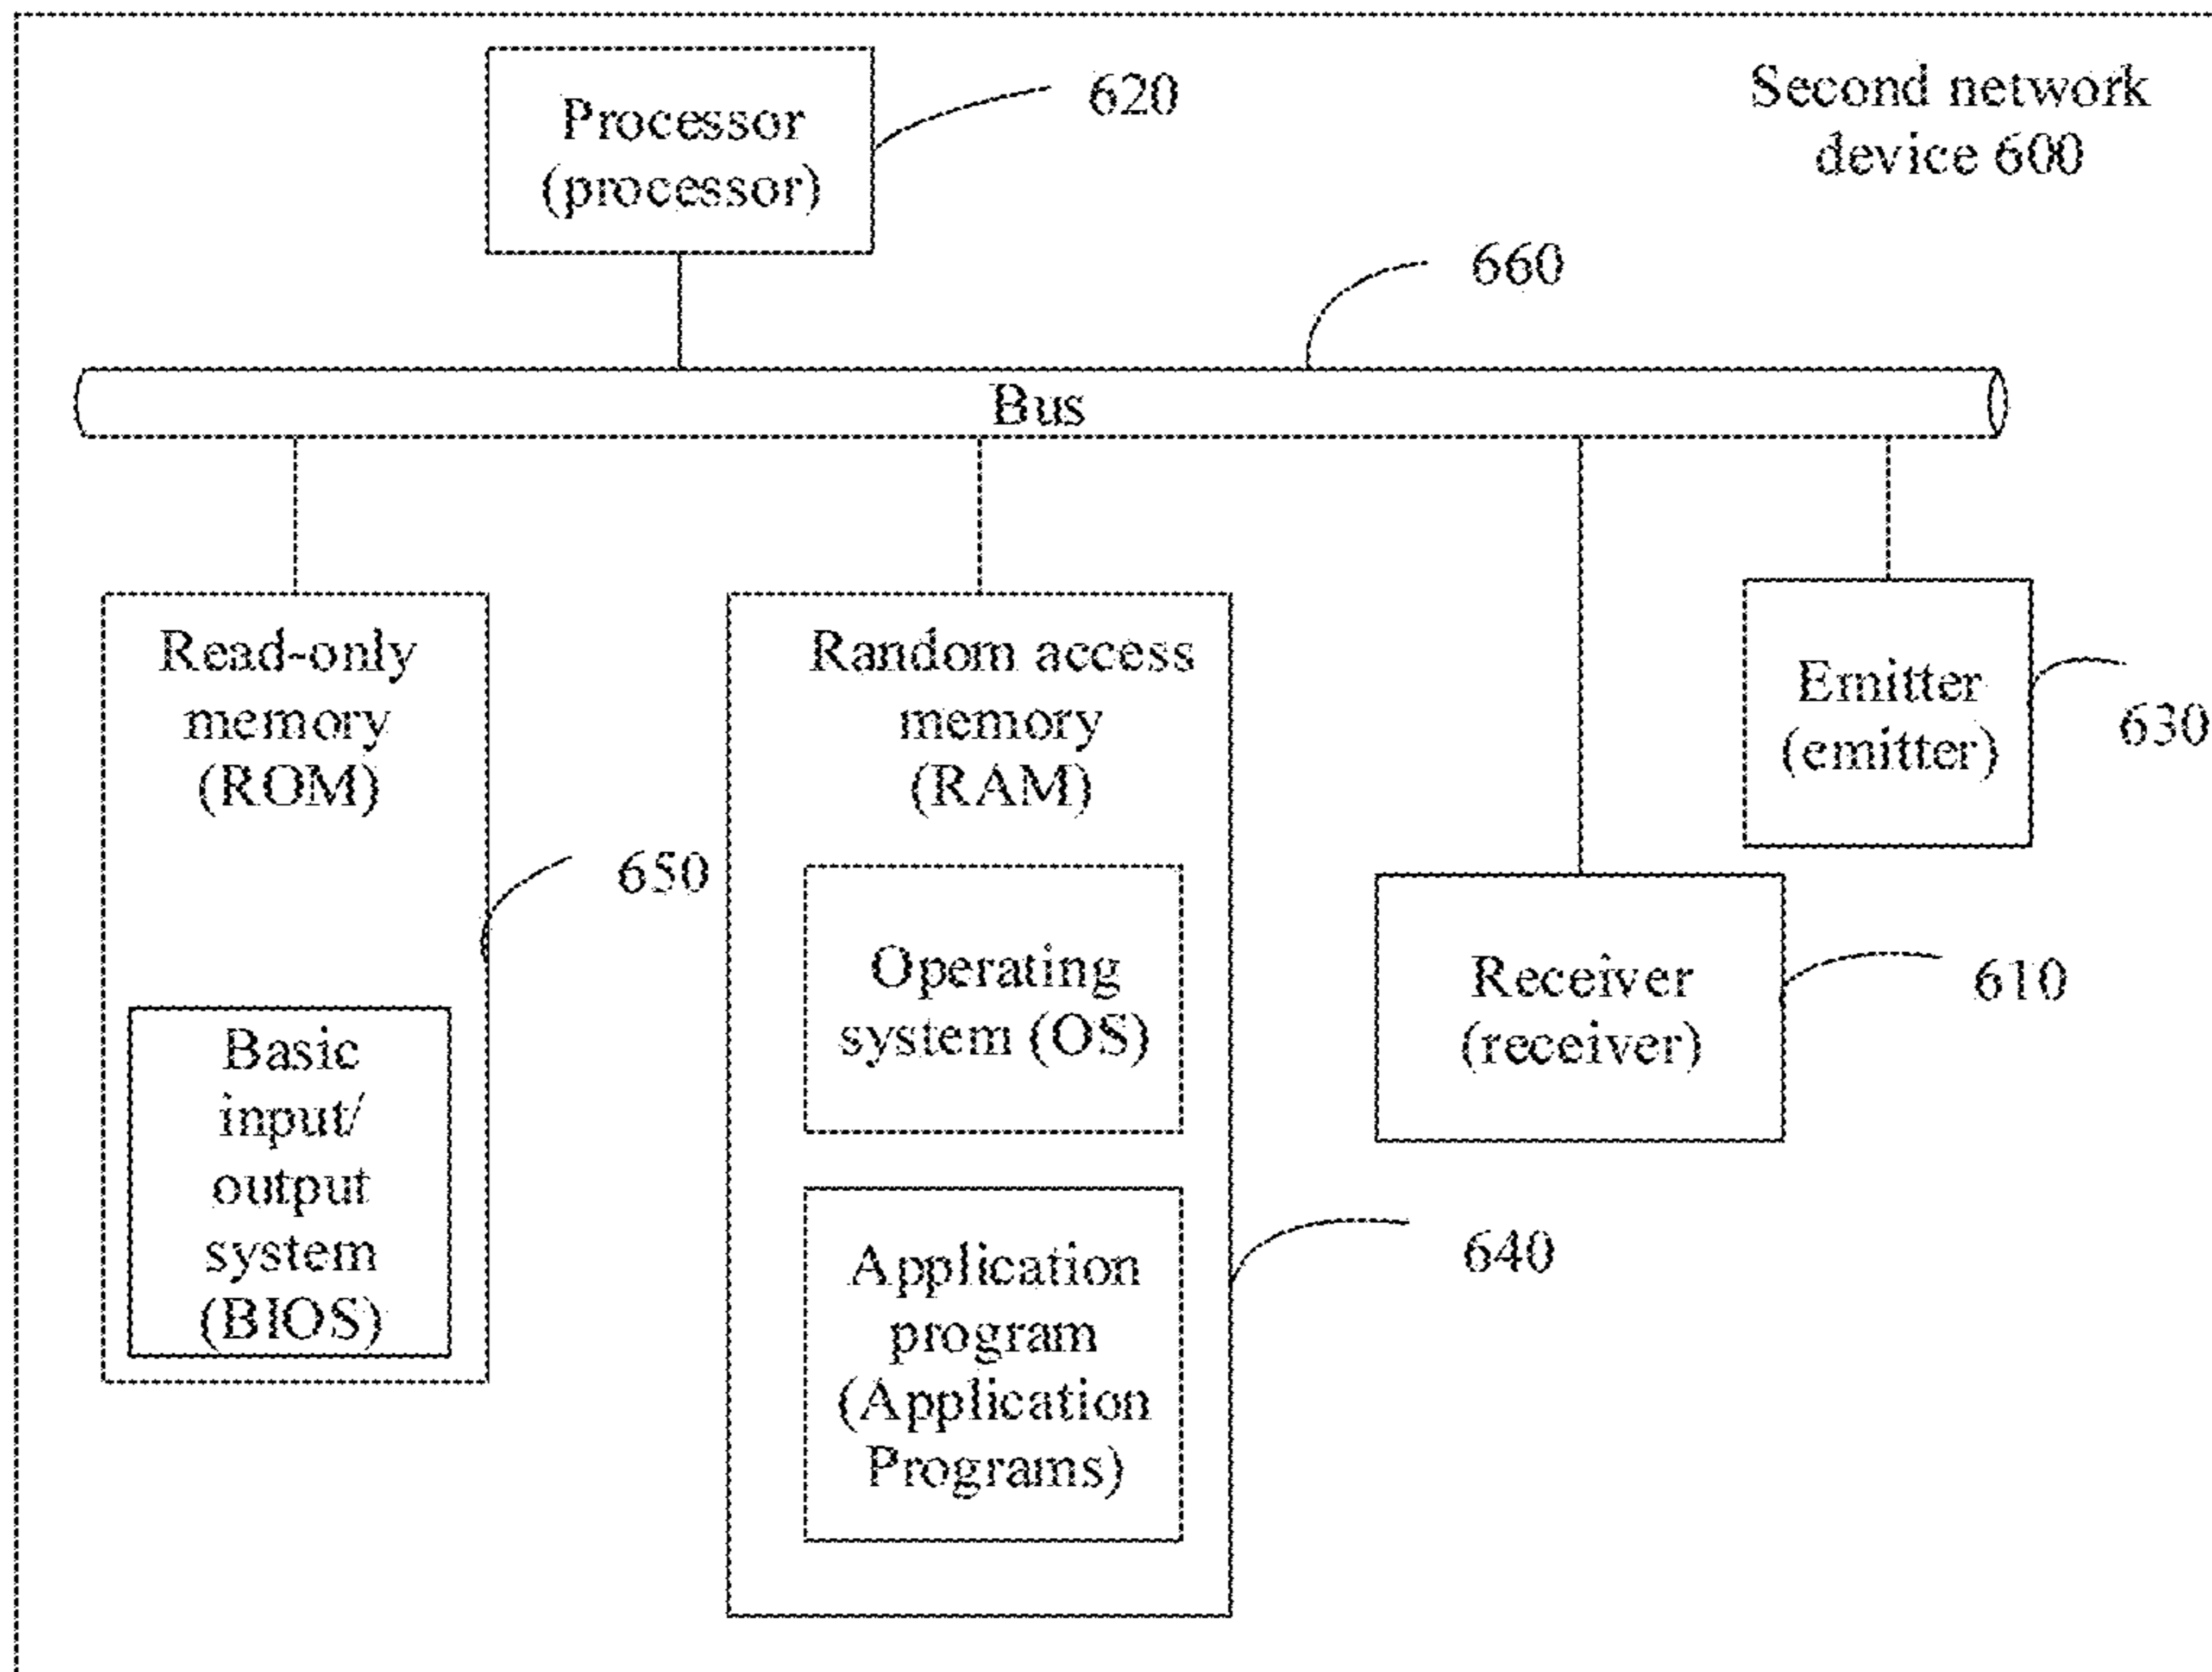 Second network
device 600
Processor
(processor)
620
660
Bus
Read-only
memory
(ROM)
650
Basic
input/
output
system
(BIOS)
Random access
memory
(RAM)
Operating
system (OS)
Application
program
(Application
Programs)
640
Receiver
(receiver)
610
Emitter
(emitter)
630